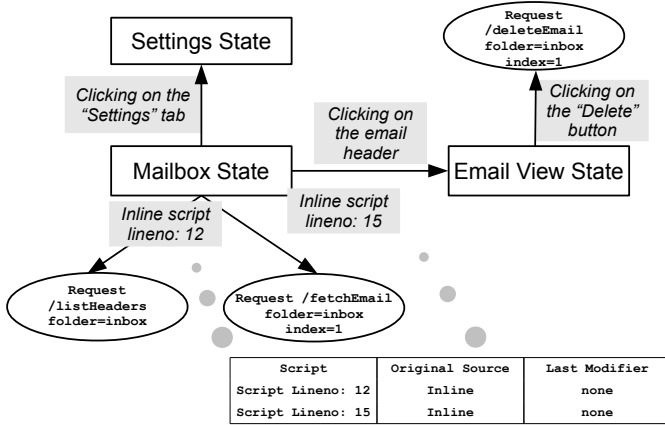 Request
/deleteEmail
folder=inbox
index=1
Settings State
Clicking on the
“Settings” tab
Clicking on
the email
header
Clicking on
the “Delete”
button
Mailbox State
Email View State
Inline script
lineno: 12
Inline script
lineno: 15
Request
/listHeaders
folder=inbox
Request /fetchEmail
folder=inbox
index=1
Script Original Source Last Modifier
Script Lineno: 12 Inline none
Script Lineno: 15 Inline none